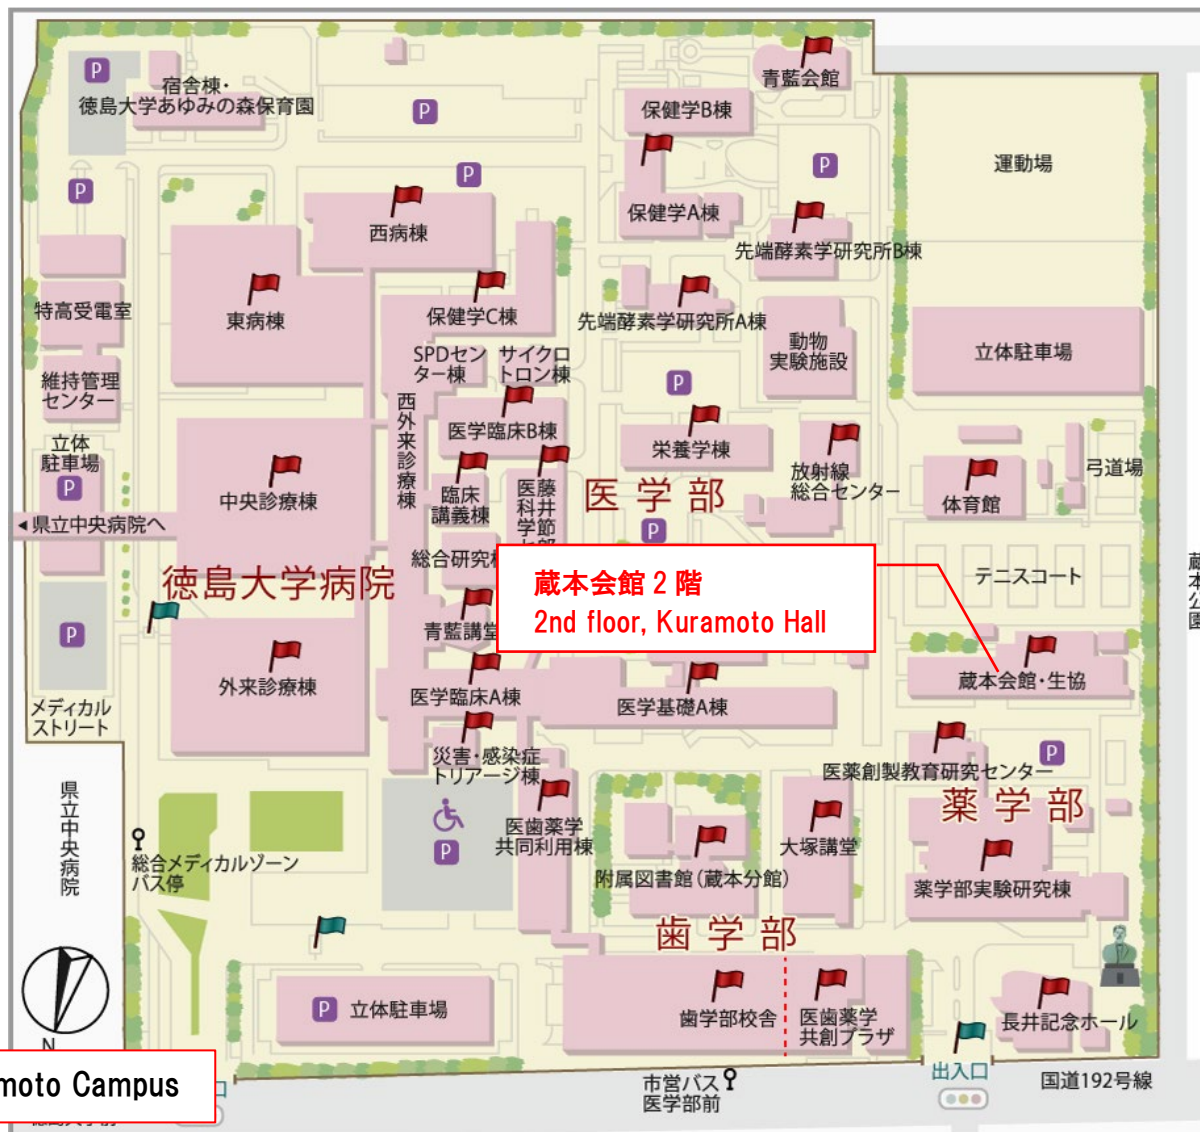 P
宿舎棟・
徳島大学あゆみの森保育園
P
青藍会館
保健学B棟
P
P
P
運動場
西病棟
保健学A棟
先端酵素学研究所B棟
特高受電室
東病棟
保健学C棟
先端酵素学研究所A棟
動物
実験施設
立体駐車場
SPDセン
ター棟
サイクロ
トロン棟
維持管理
センター
P
西外来診療棟
医学臨床B棟
栄養学棟
立体
駐車場
P
中央診療棟
臨床
講義棟
医科学
藤井節郎
医学部
放射線
総合センター
体育館
弓道場
◀県立中央病院へ
P
総合研究
徳島大学病院
蔵本会館 2 階
2nd floor, Kuramoto Hall
テニスコート
蔵本公園
P
青藍講堂
外来診療棟
医学臨床A棟
医学基礎A棟
蔵本会館・生協
メディカル
ストリート
災害・感染症
トリアージ棟
医薬創製教育研究センター
P
薬学部
県立中央病院
P
医歯薬学
共同利用棟
大塚講堂
総合メディカルゾーン
バス停
附属図書館(蔵本分館)
薬学部実験研究棟
歯学部
P
立体駐車場
歯学部校舎
医歯薬学
共創プラザ
長井記念ホール
N
moto Campus
口
市営バス
医学部前
出入口
国道192号線